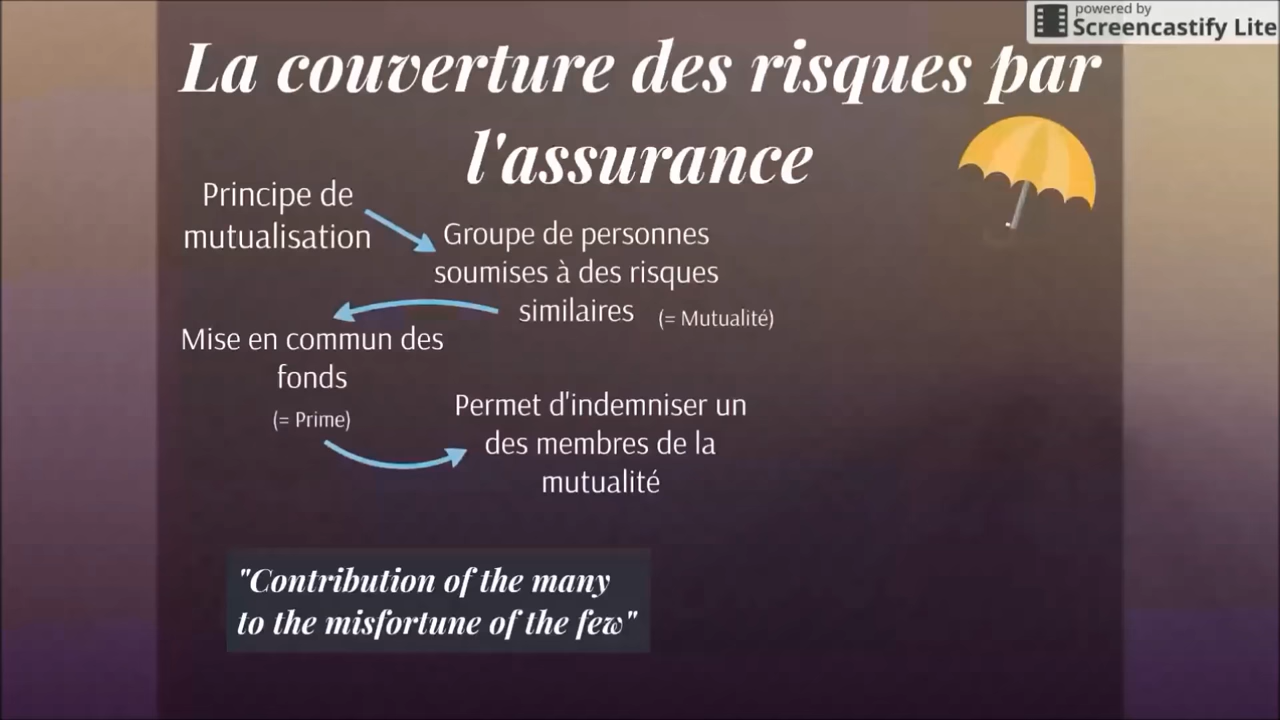 powered by
Screencastify Lite
La couverture des risques par
l'assurance
Principe de
mutualisation
Groupe de personnes
soumises à des risques
similaires (= Mutualité)
Mise en commun des
fonds
(= Prime)
Permet d'indemniser un
des membres de la
mutualité
"Contribution of the many
to the misfortune of the few"